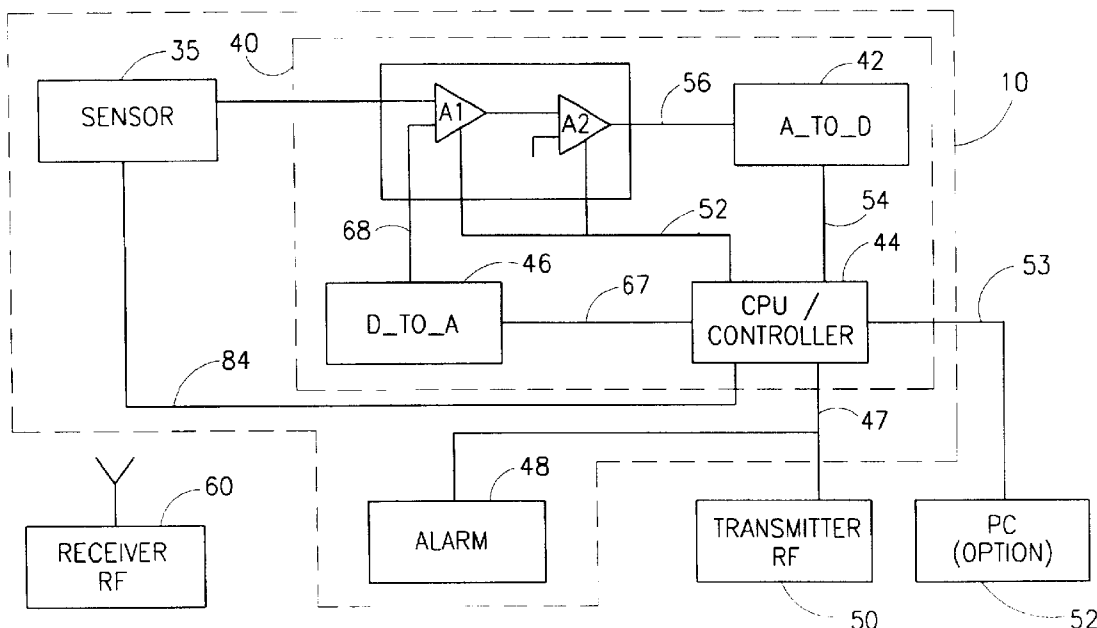 35
40
42
10
SENSOR
A1
A2
56
A_TO_D
68
52
54
46
67
44
53
D_TO_A
CPU /
CONTROLLER
84
47
60
48
RECEIVER
RF
ALARM
TRANSMITTER
RF
PC
(OPTION)
50
52